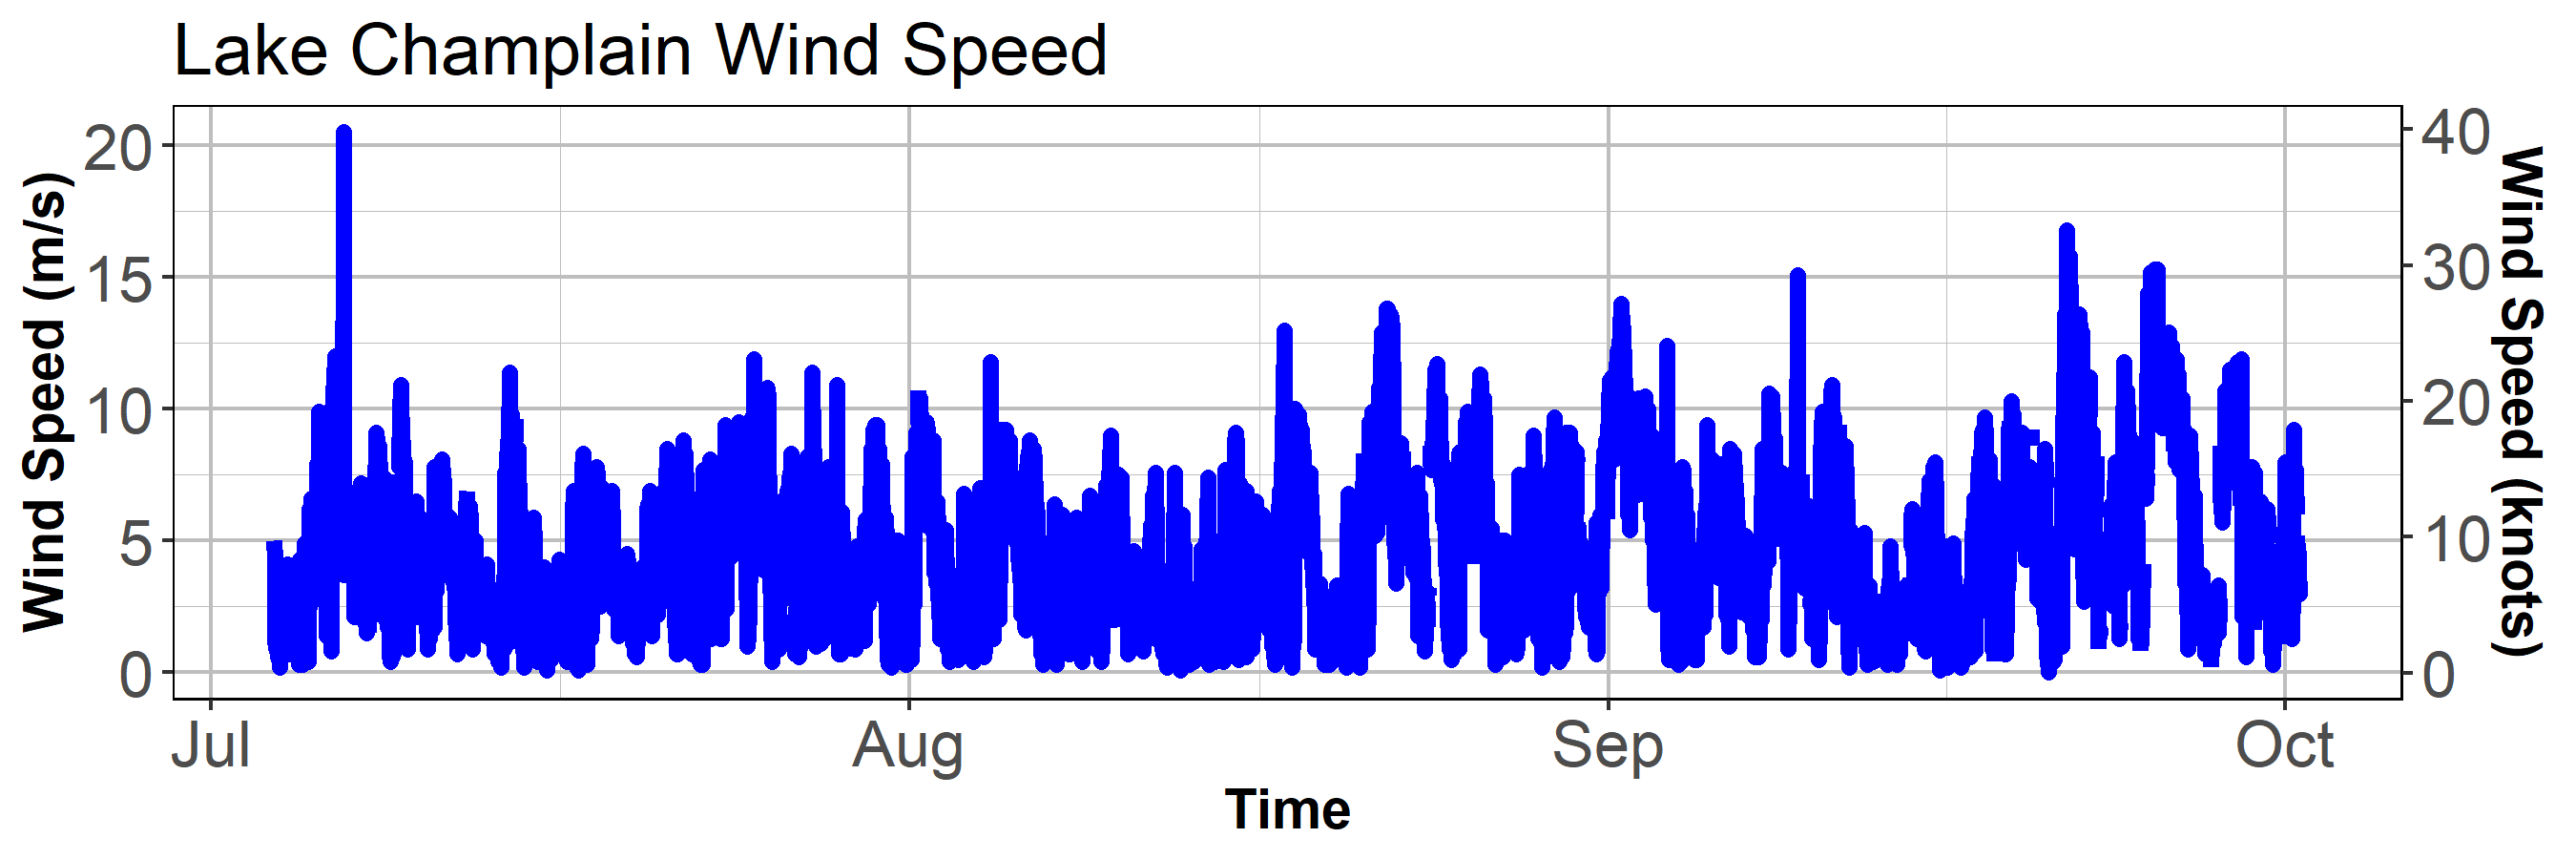 Lake Champlain Wind Speed
Wind Speed (m/s)
20
15
10
5
0
40
30
20
10
0
Wind Speed (knots)
Jul
Aug
Sep
Oct
Time